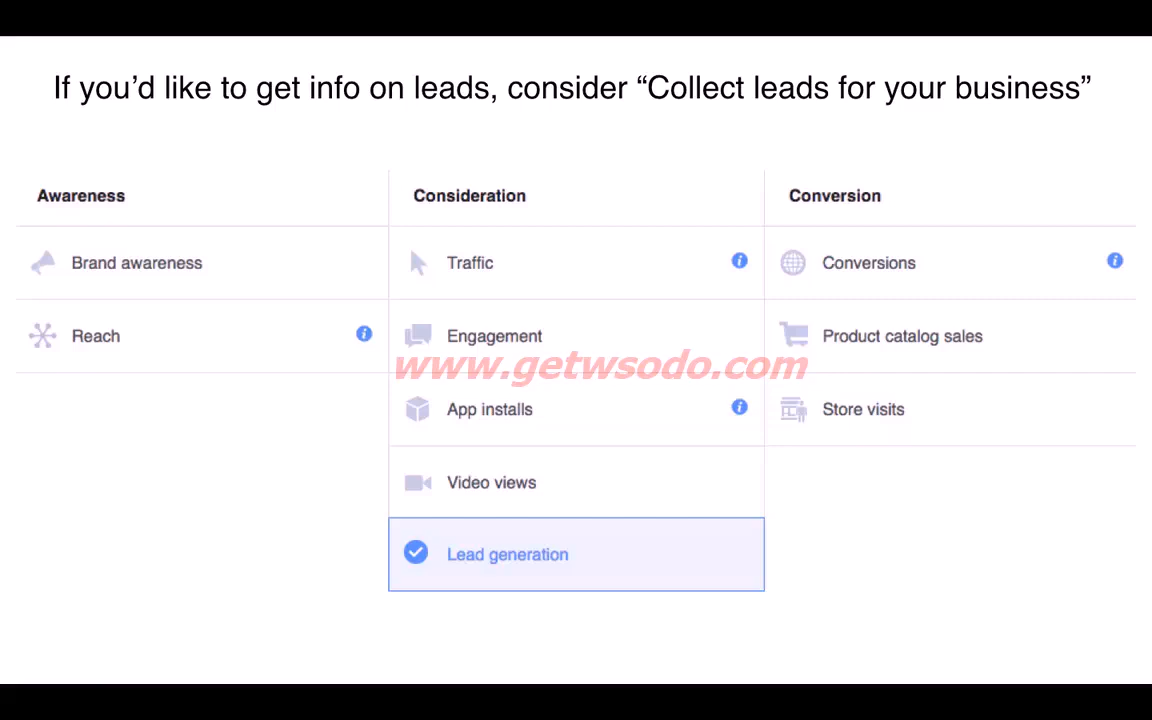 If you’d like to get info on leads, consider “Collect leads for your business”
Awareness
Consideration
Conversion
Brand awareness
Traffic
Conversions
Reach
Engagement
Product catalog sales
www.getwsodo.com
App installs
Store visits
Video views
Lead generation